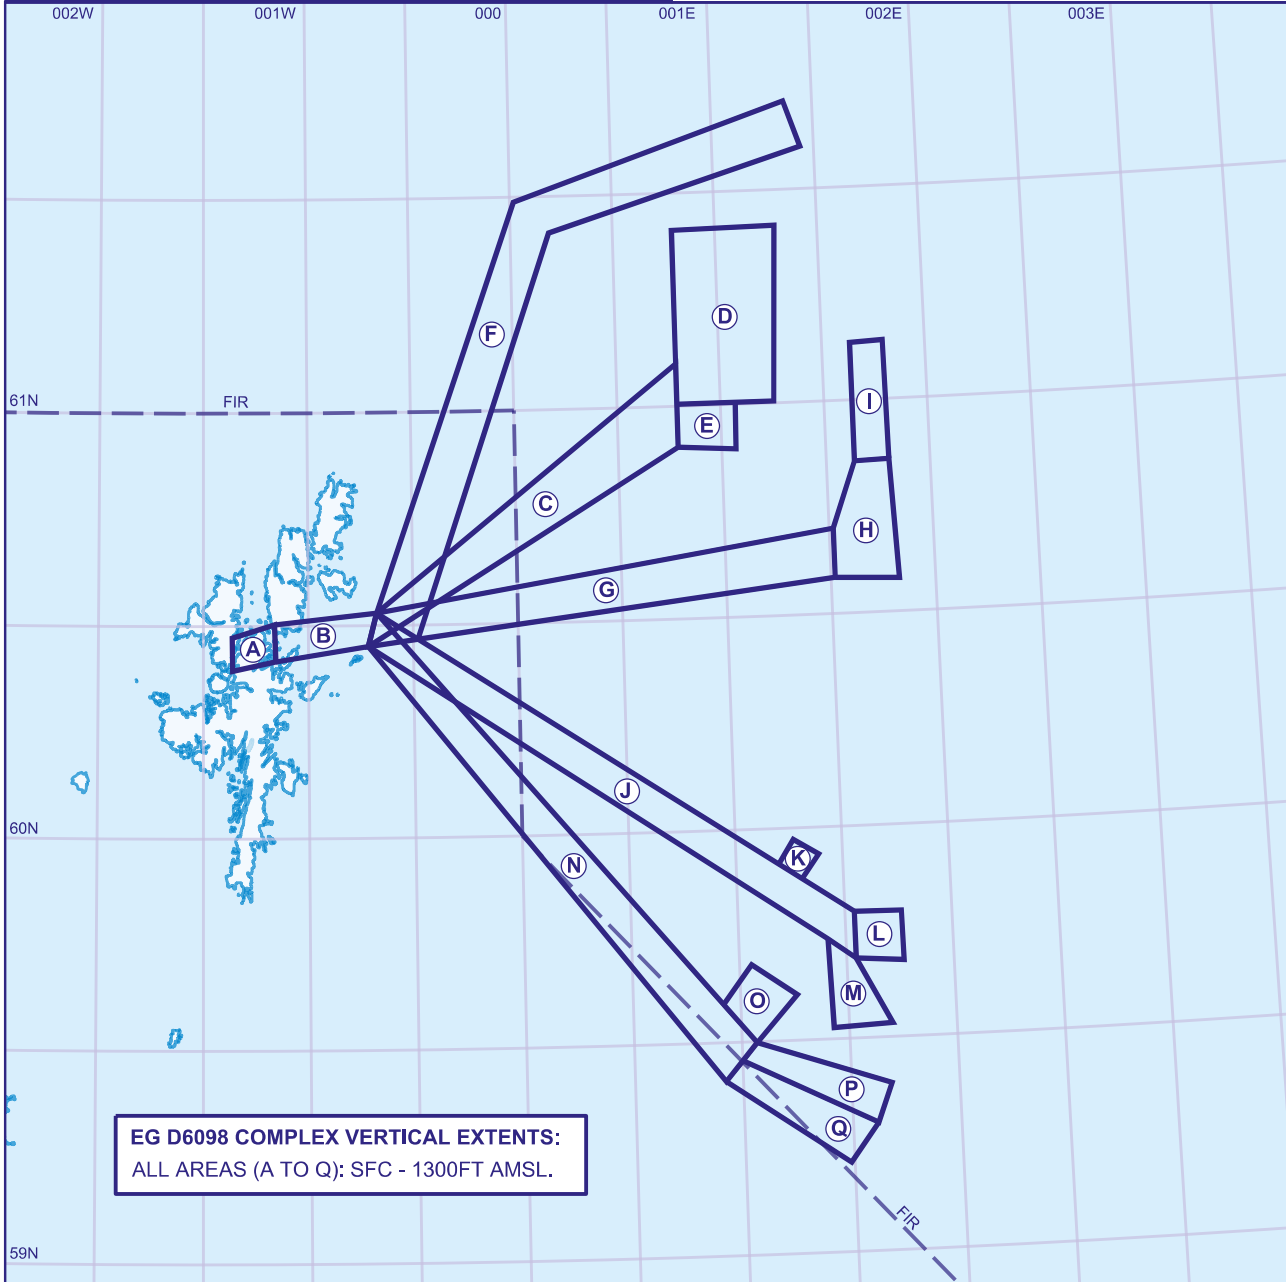 002W 001W 000 001E 002E 003E
F
D
I
61N FIR
E
C
H
G
B
A
J
60N
K
N
L
M
O
P
Q
EG D6098 COMPLEX VERTICAL EXTENTS:
ALL AREAS (A TO Q): SFC - 1300FT AMSL.
FIR
59N